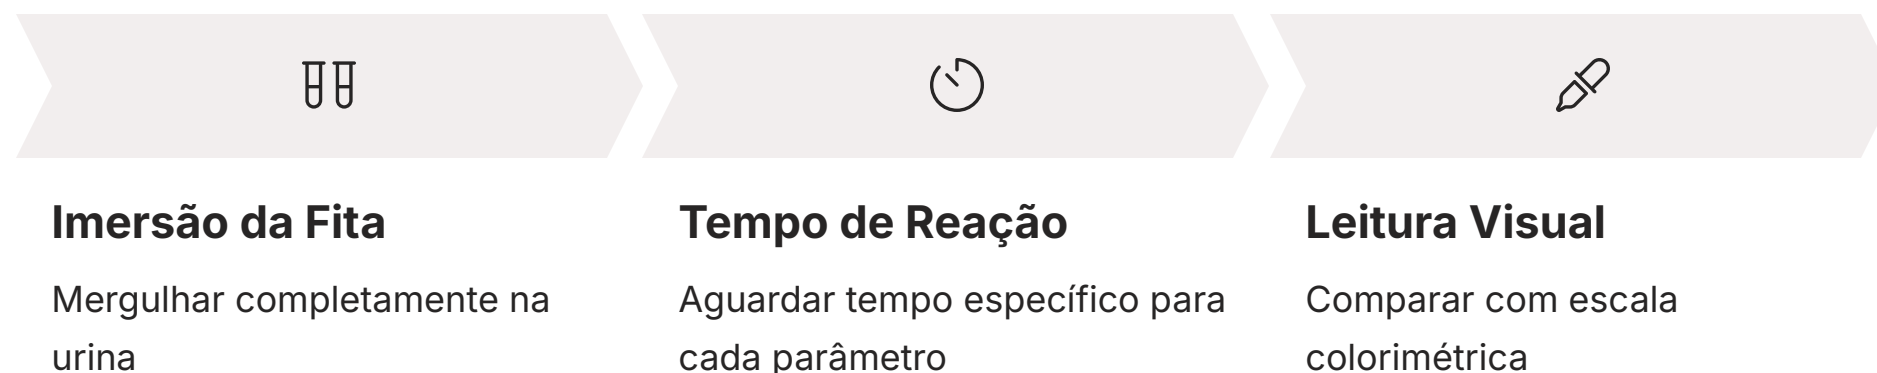 Imersão da Fita
Mergulhar completamente na
urina
Tempo de Reação
Aguardar tempo específico para
cada parâmetro
Leitura Visual
Comparar com escala
colorimétrica